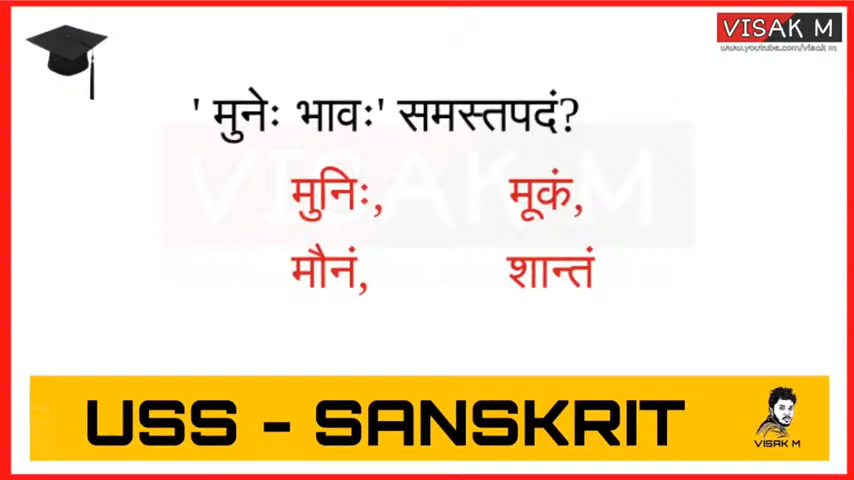 VISAK M
www.youtube.com/visak m
' मुनेः भावः' समस्तपदं?
मुनिः, मूकं,
मौनं, शान्तं
USS - SANSKRIT
VISAK M